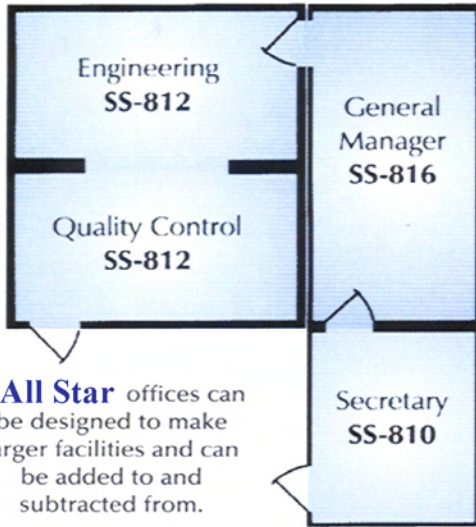 Engineering
SS-812
General
Manager
SS-816
Quality Control
SS-812
All Star offices can
be designed to make
arger facilities and can
be added to and
subtracted from.
Secretary
SS-810